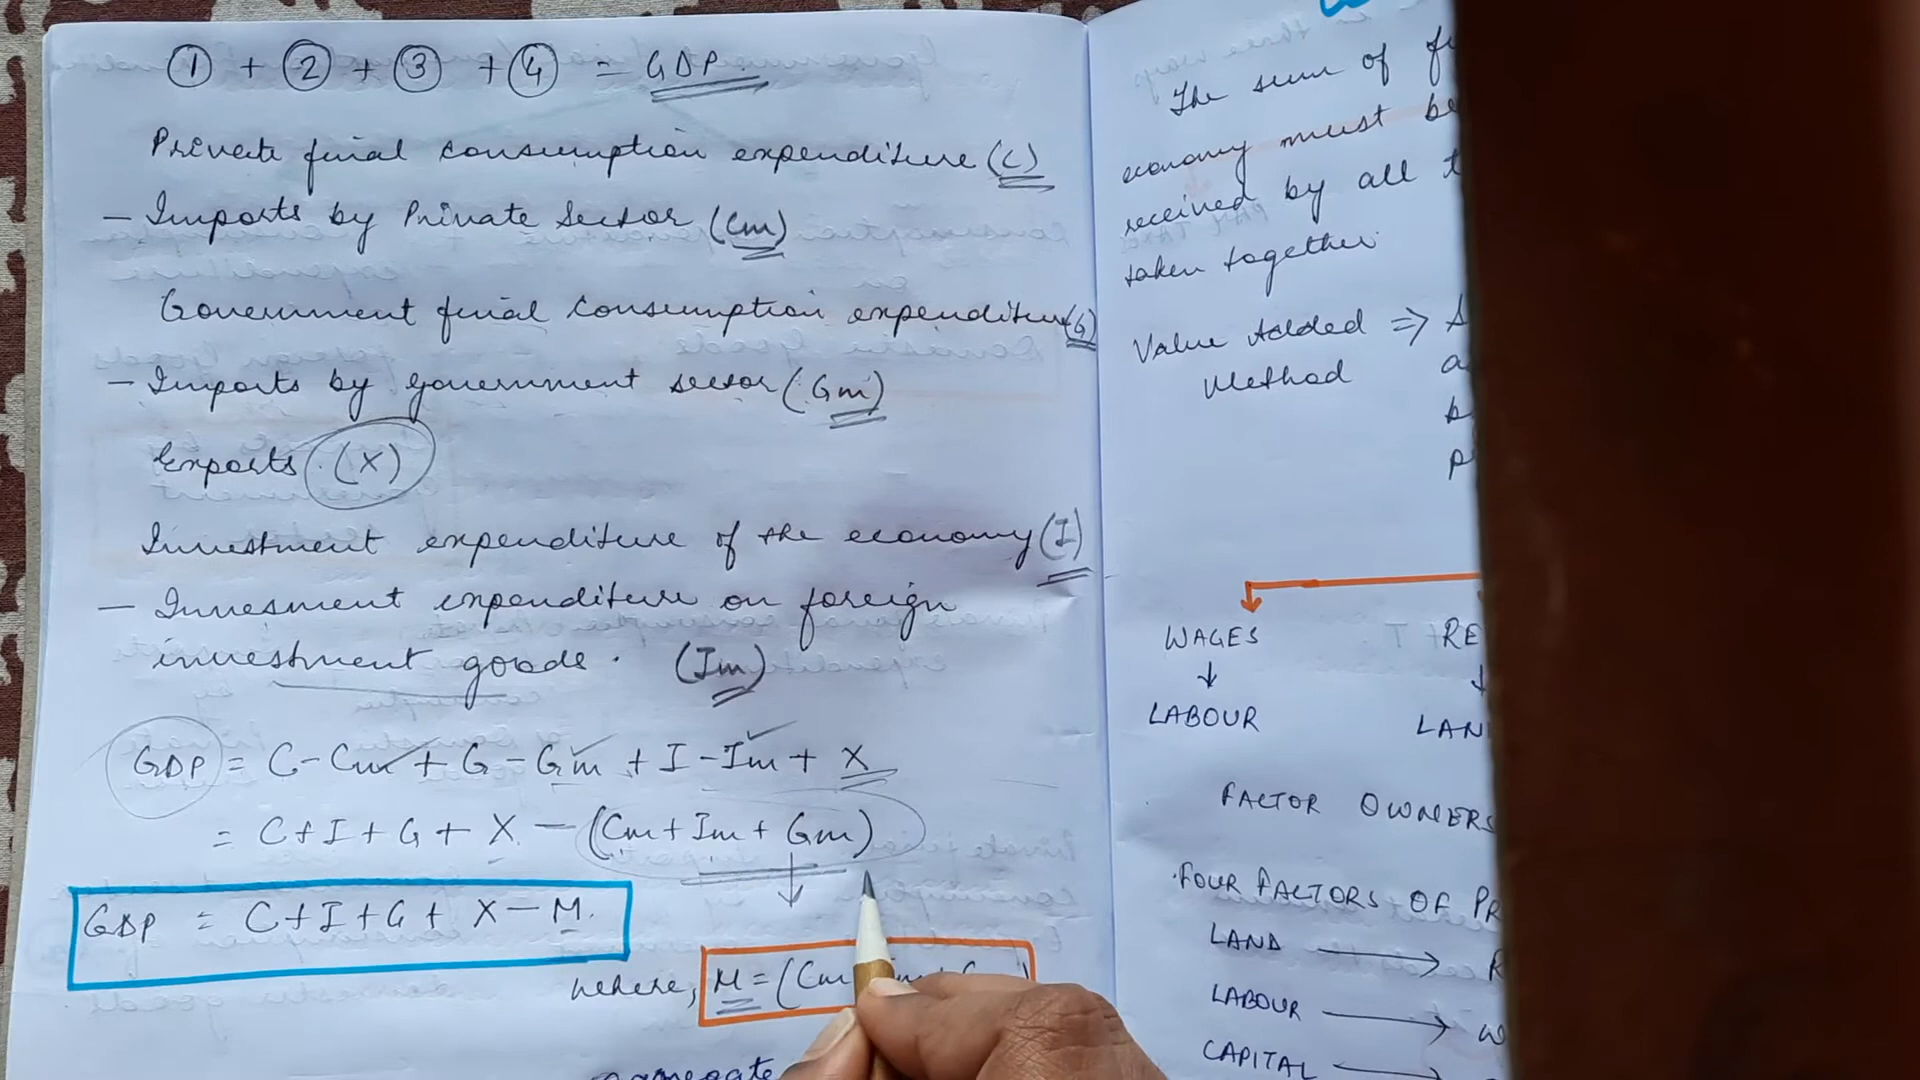 ① + ② + ③ + ④ = GDP.
Private final consumption expenditure (C)
- Imports by Private Sector (Cm)
Government final consumption expenditure (G)
- Imports by government sector (Gm)
Exports. (X)
Investment expenditure of the economy (I)
- Invesment expenditure on foreign
investment goods. (Im)
GDP = C - Cm + G - Gm + I - Im + X
= C + I + G + X - (Cm + Im + Gm)
GDP = C + I + G + X - M.
where, M = (Cm
aggregate
The sum of
economy must be
received by all
taken together.
Value Added ⇒
Method
WAGES
↓ ↓
LABOUR
FACTOR OWNERS
FOUR FACTORS OF
LAND →
LABOUR →
CAPITAL →